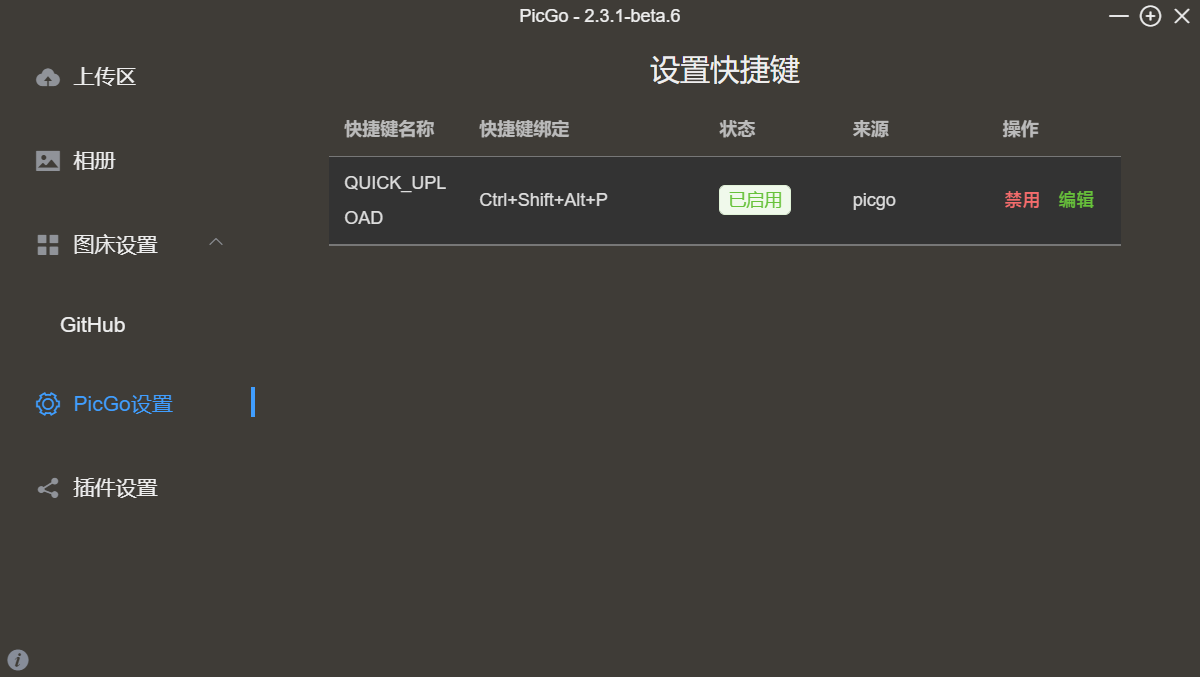 PicGo - 2.3.1-beta.6
上传区
相册
图床设置
GitHub
PicGo设置
插件设置
设置快捷键
快捷键名称 快捷键绑定 状态 来源 操作
QUICK_UPL
OAD
Ctrl+Shift+Alt+P 已启用 picgo 禁用 编辑